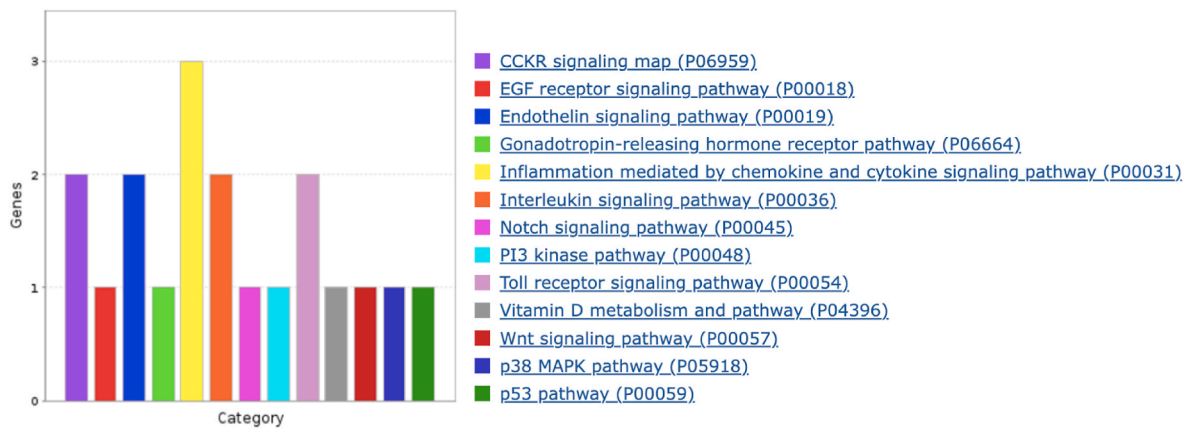 3
2
1
0
Genes
Category
CCKR signaling map (P06959)
EGF receptor signaling pathway (P00018)
Endothelin signaling pathway (P00019)
Gonadotropin-releasing hormone receptor pathway (P06664)
Inflammation mediated by chemokine and cytokine signaling pathway (P00031)
Interleukin signaling pathway (P00036)
Notch signaling pathway (P00045)
PI3 kinase pathway (P00048)
Toll receptor signaling pathway (P00054)
Vitamin D metabolism and pathway (P04396)
Wnt signaling pathway (P00057)
p38 MAPK pathway (P05918)
p53 pathway (P00059)